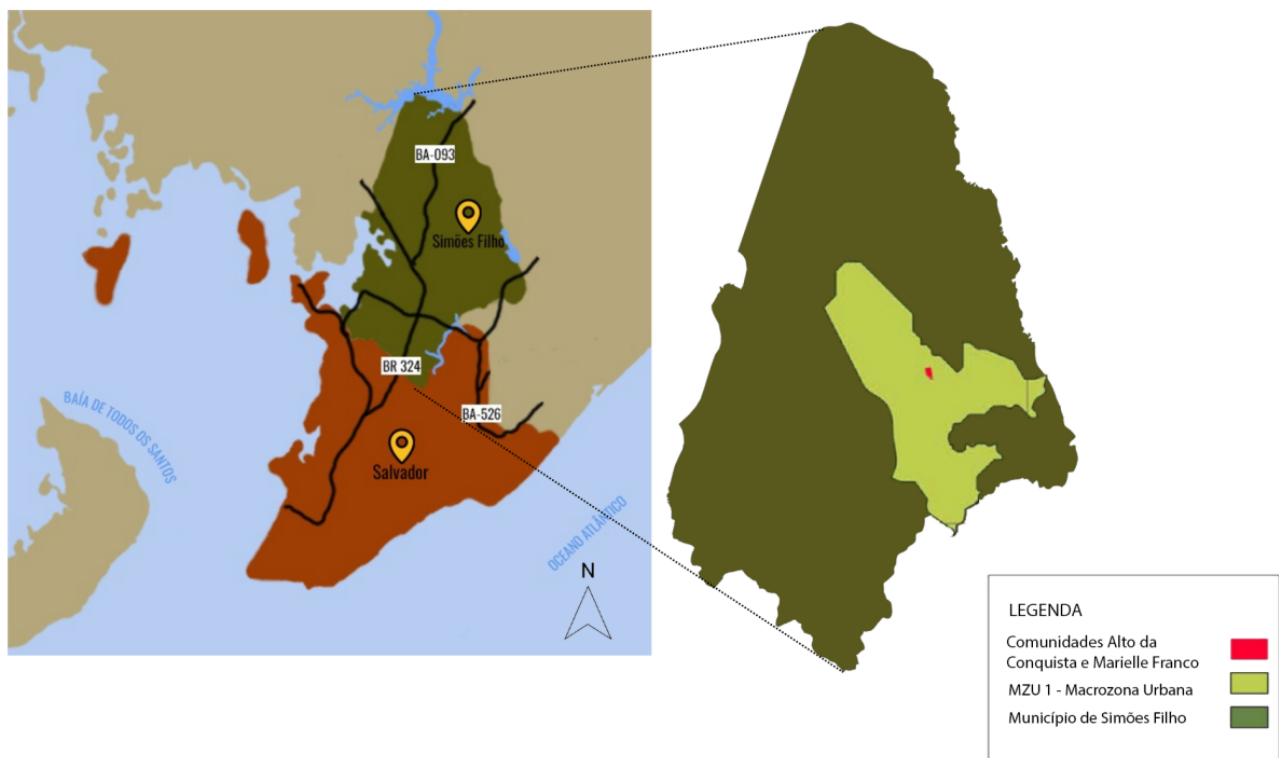 BA-093
Simões Filho
BR 324
BA-526
BAÍA DE TODOS OS SANTOS
Salvador
OCEANO ATLÂNTICO
N
LEGENDA
Comunidades Alto da
Conquista e Marielle Franco
MZU 1 - Macrozona Urbana
Município de Simões Filho